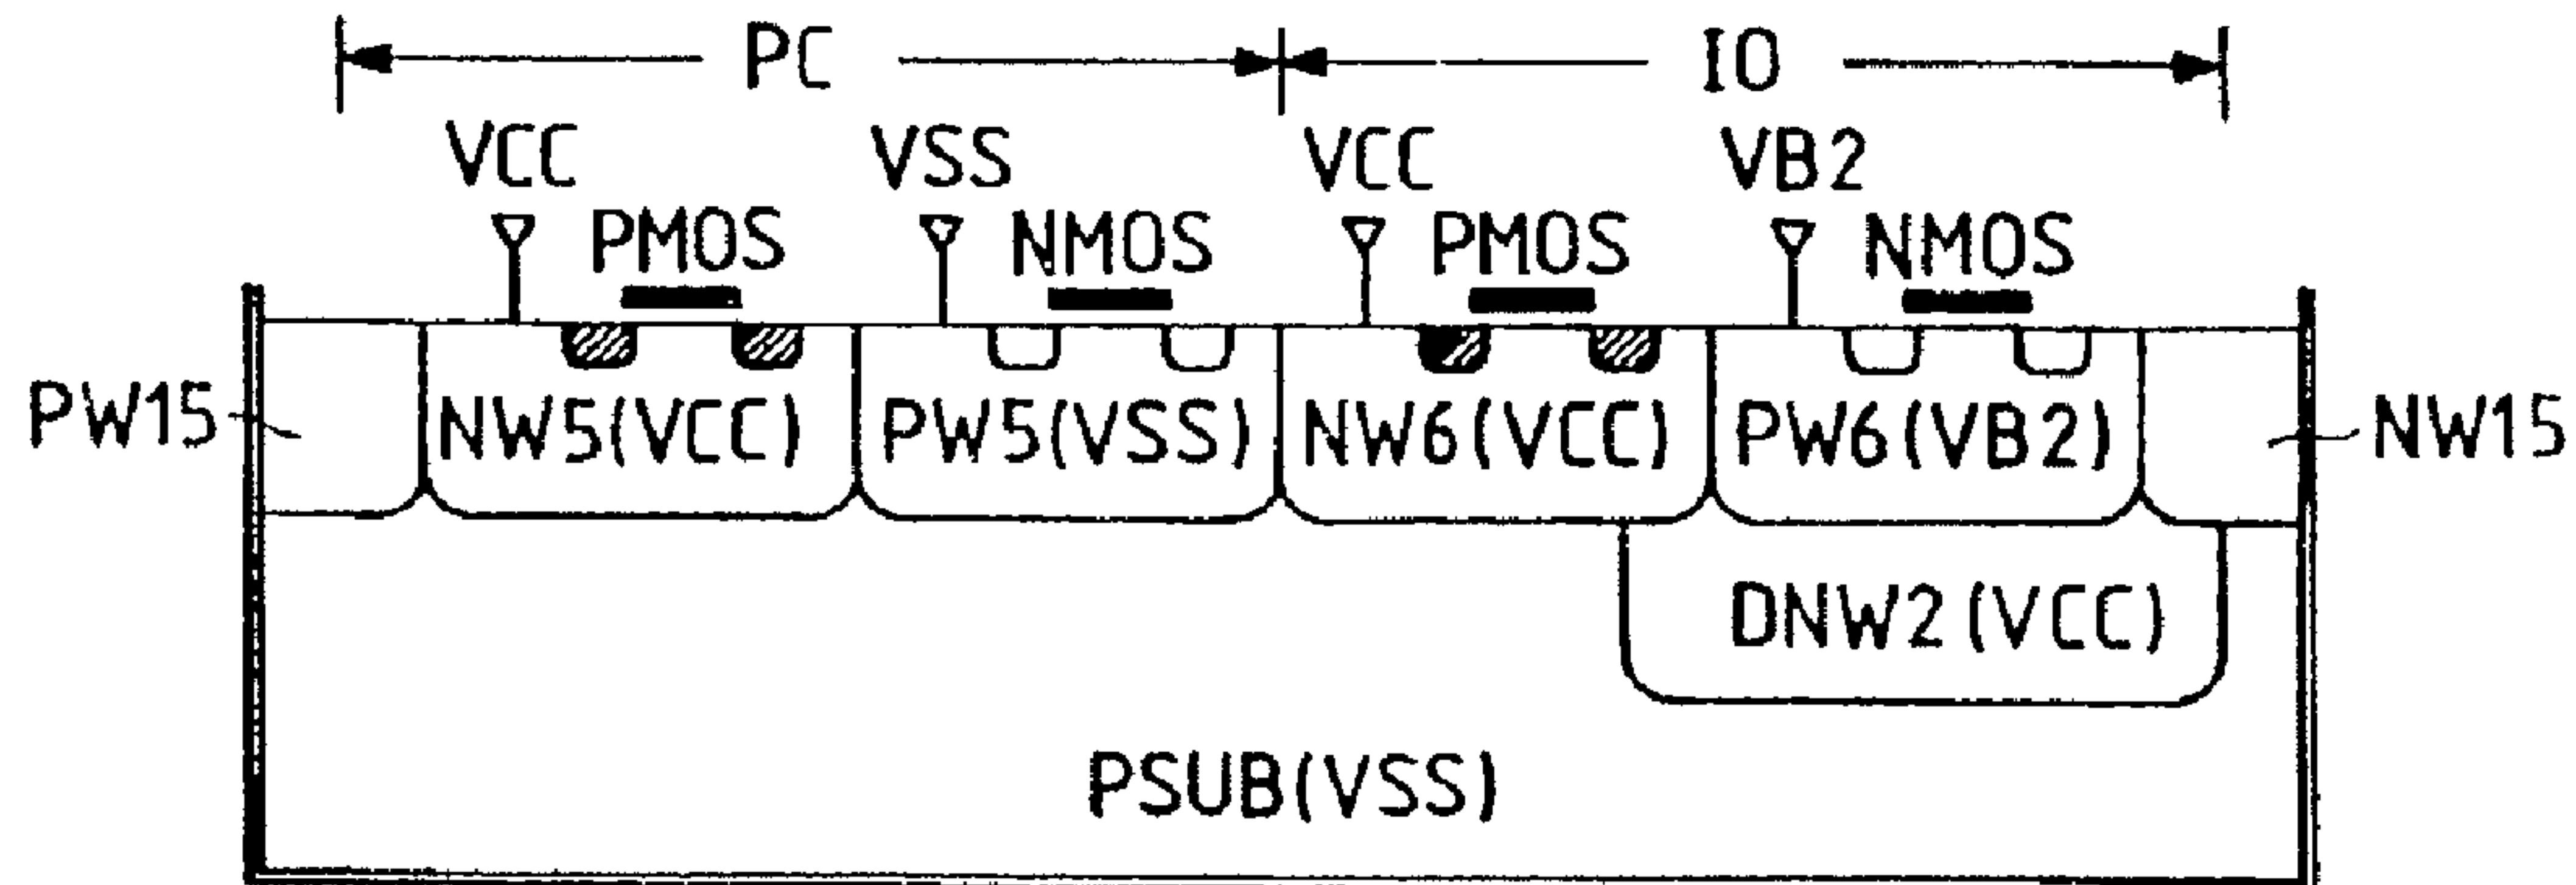 PC IO
VCC VSS VCC VB2
PMOS NMOS PMOS NMOS
PW15 NW5(VCC) PW5(VSS) NW6(VCC) PW6(VB2) NW15
DNW2(VCC)
PSUB(VSS)